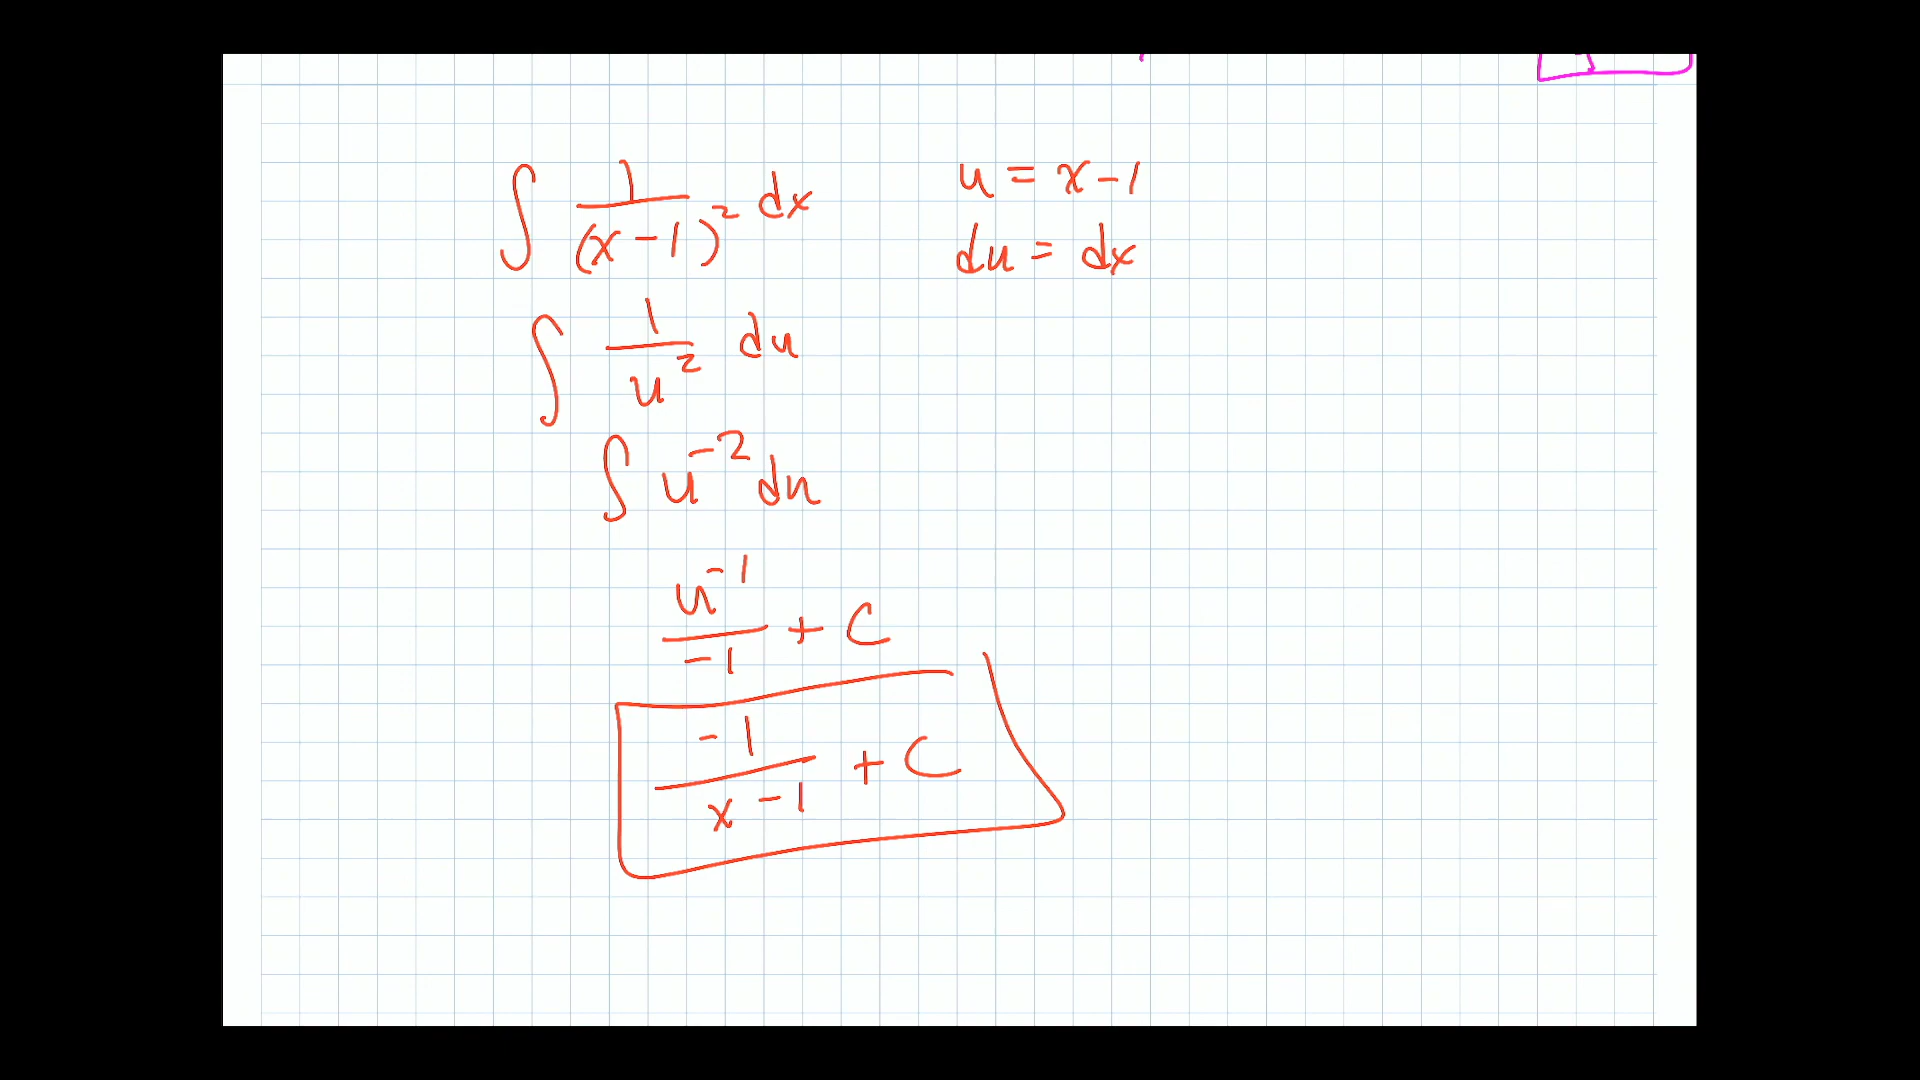 ∫ 1/(x-1)² dx    u = x-1
du = dx
∫ 1/u² du
∫ u⁻² du
u⁻¹/-1 + C
-1/x-1 + C